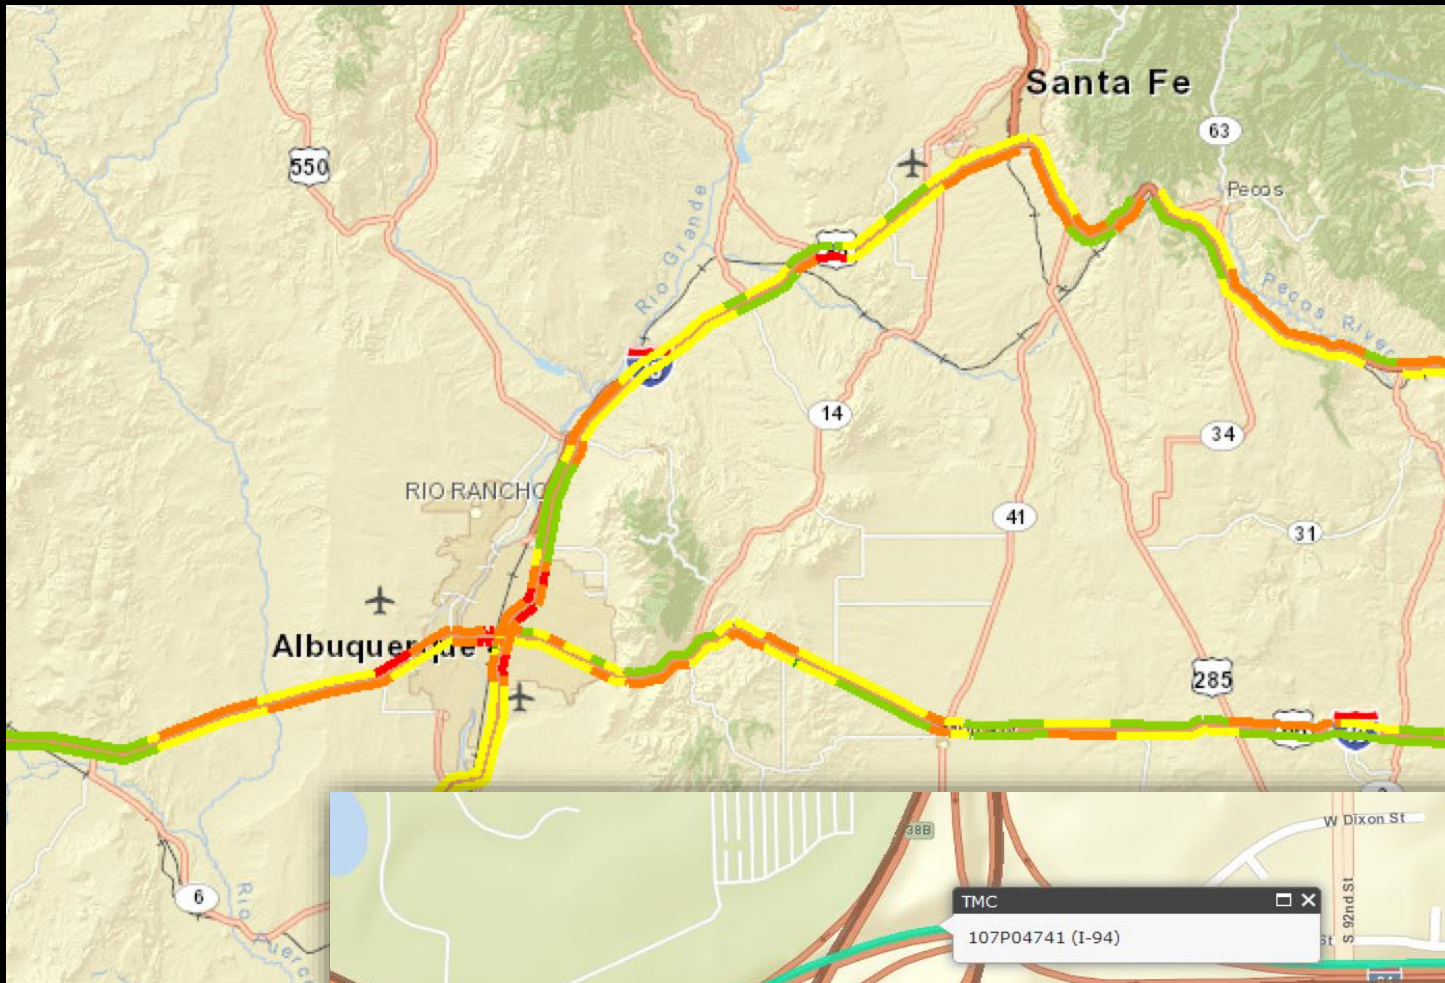 Santa Fe
63
550
Pecos
Rio Grande
Pecos River
14
34
RIO RANCHO
41
31
Albuquerque
285
6
38B
W Dixon St
TMC
107P04741 (I-94)
S 92nd St
St